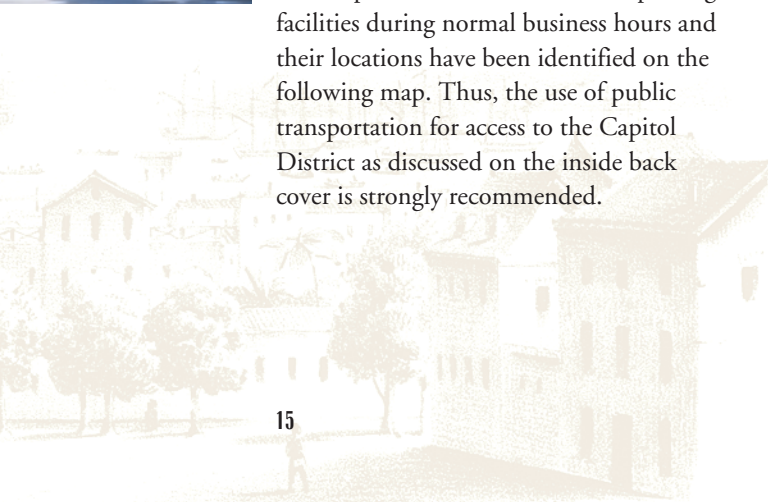 facilities during normal business hours and
their locations have been identified on the
following map. Thus, the use of public
transportation for access to the Capitol
District as discussed on the inside back
cover is strongly recommended.
15